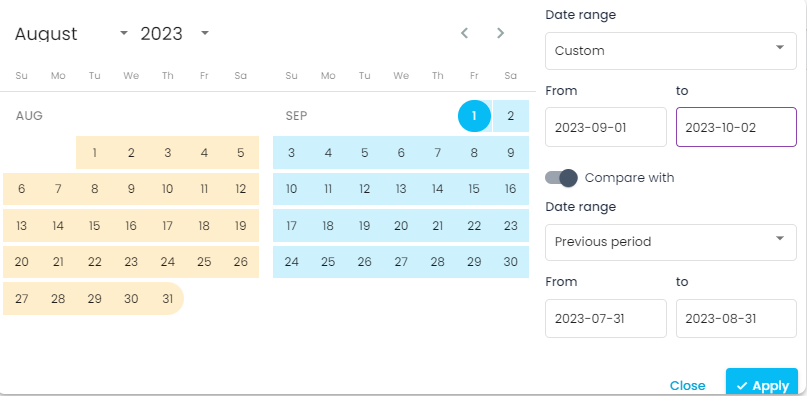 August 2023
Su Mo Tu We Th Fr Sa
AUG
1 2 3 4 5
6 7 8 9 10 11 12
13 14 15 16 17 18 19
20 21 22 23 24 25 26
27 28 29 30 31
Su Mo Tu We Th Fr Sa
SEP
1 2
3 4 5 6 7 8 9
10 11 12 13 14 15 16
17 18 19 20 21 22 23
24 25 26 27 28 29 30
Date range
Custom
From to
2023-09-01 2023-10-02
Compare with
Date range
Previous period
From to
2023-07-31 2023-08-31
Close Apply